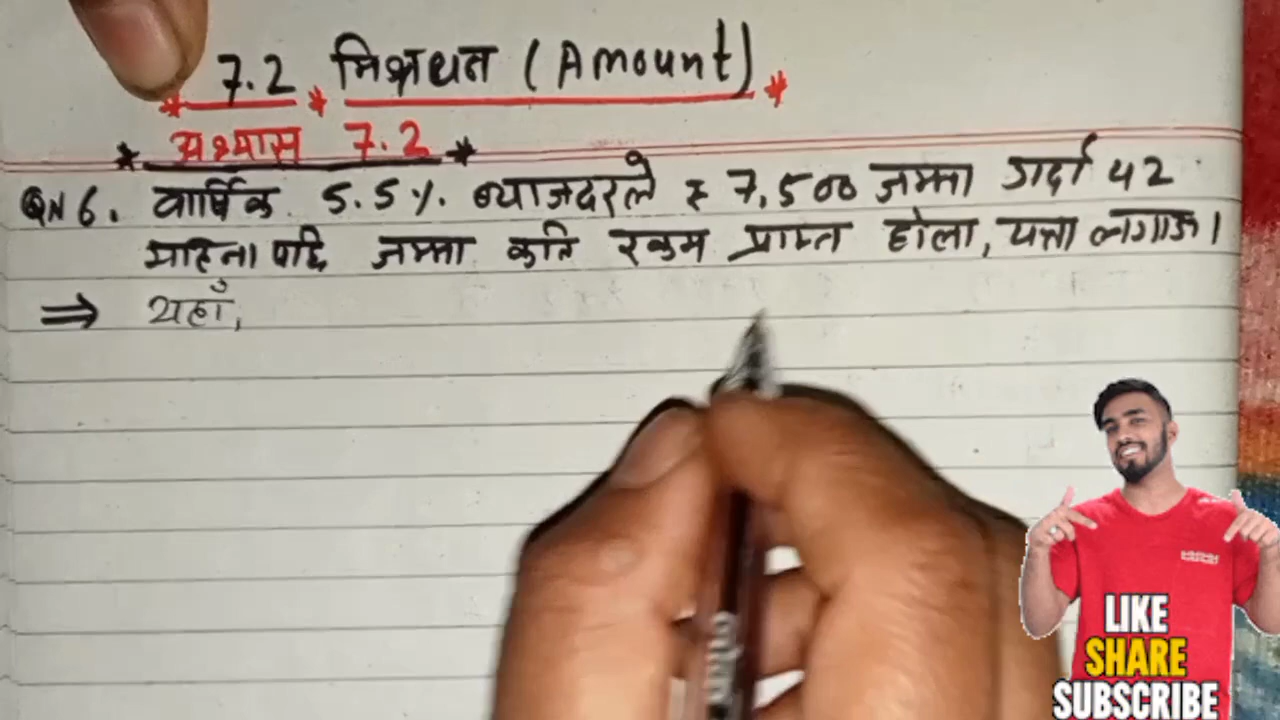 7.2 मिश्रधन (Amount)
अभ्यास 7.2
QN 6. वार्षिक 5.5%. ब्याजदरले रु 7,500 जम्मा गर्दा 42
महिना पछि जम्मा कति रकम प्राप्त होला, पत्ता लगाऊ।
⇒ यहाँ,
LIKE
SHARE
SUBSCRIBE